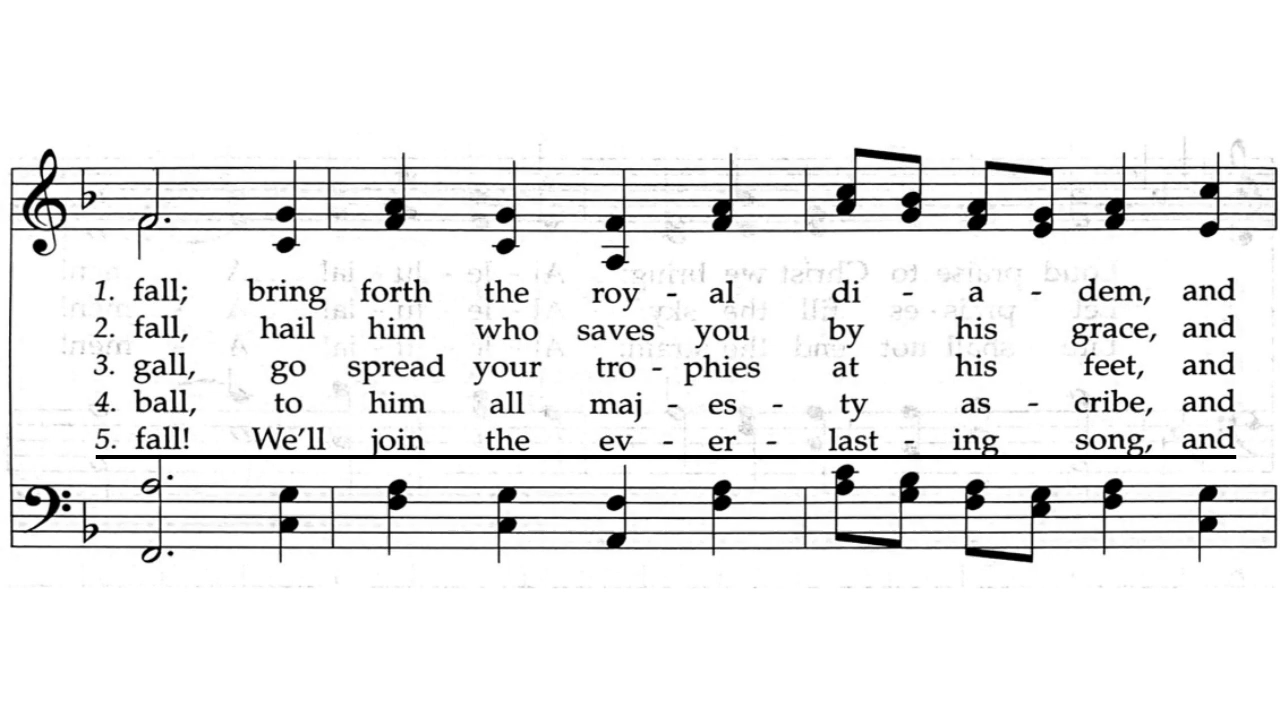 1. fall; bring forth the roy - al di - a - dem, and
2. fall, hail him who saves you by his grace, and
3. gall, go spread your tro - phies at his feet, and
4. ball, to him all maj - es - ty as - cribe, and
5. fall! We'll join the ev - er - last - ing song, and